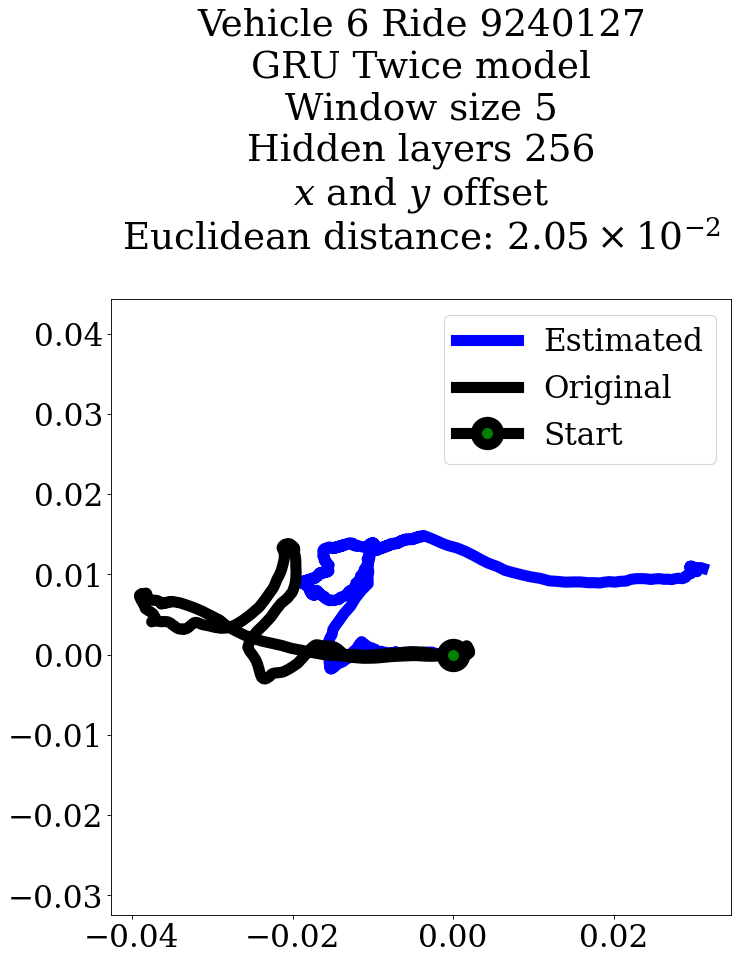 Vehicle 6 Ride 9240127
GRU Twice model
Window size 5
Hidden layers 256
x and y offset
Euclidean distance: 2.05 × 10⁻²
Estimated
Original
Start
0.04
0.03
0.02
0.01
0.00
−0.01
−0.02
−0.03
−0.04 −0.02 0.00 0.02